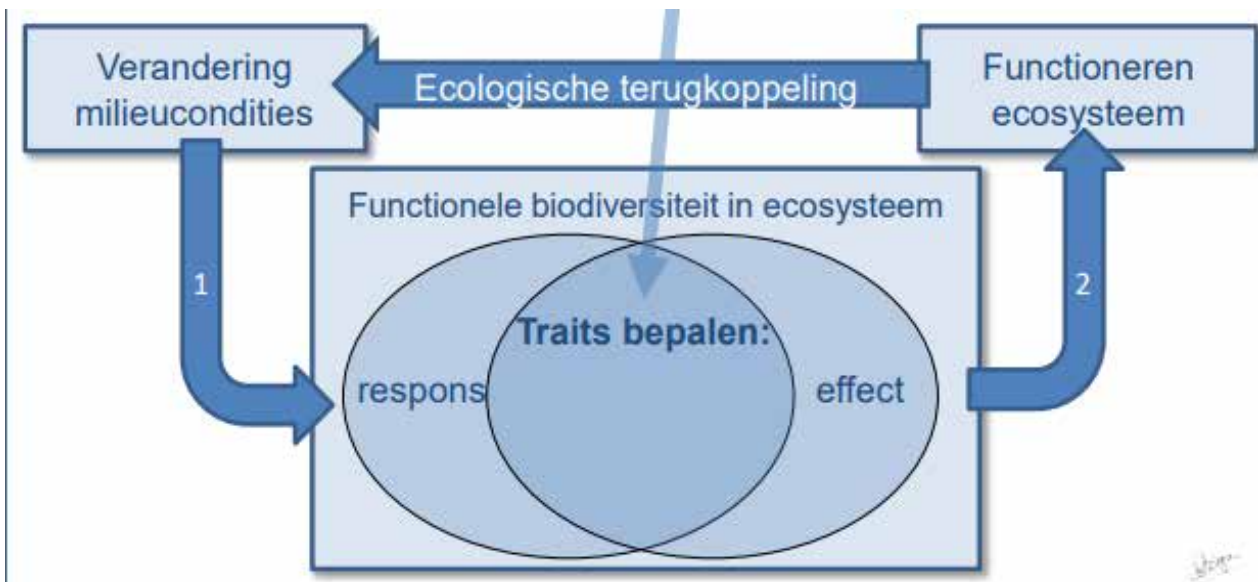 Verandering
milieucondities
Ecologische terugkoppeling
Functioneren
ecosysteem
Functionele biodiversiteit in ecosysteem
1
2
Traits bepalen:
respons
effect